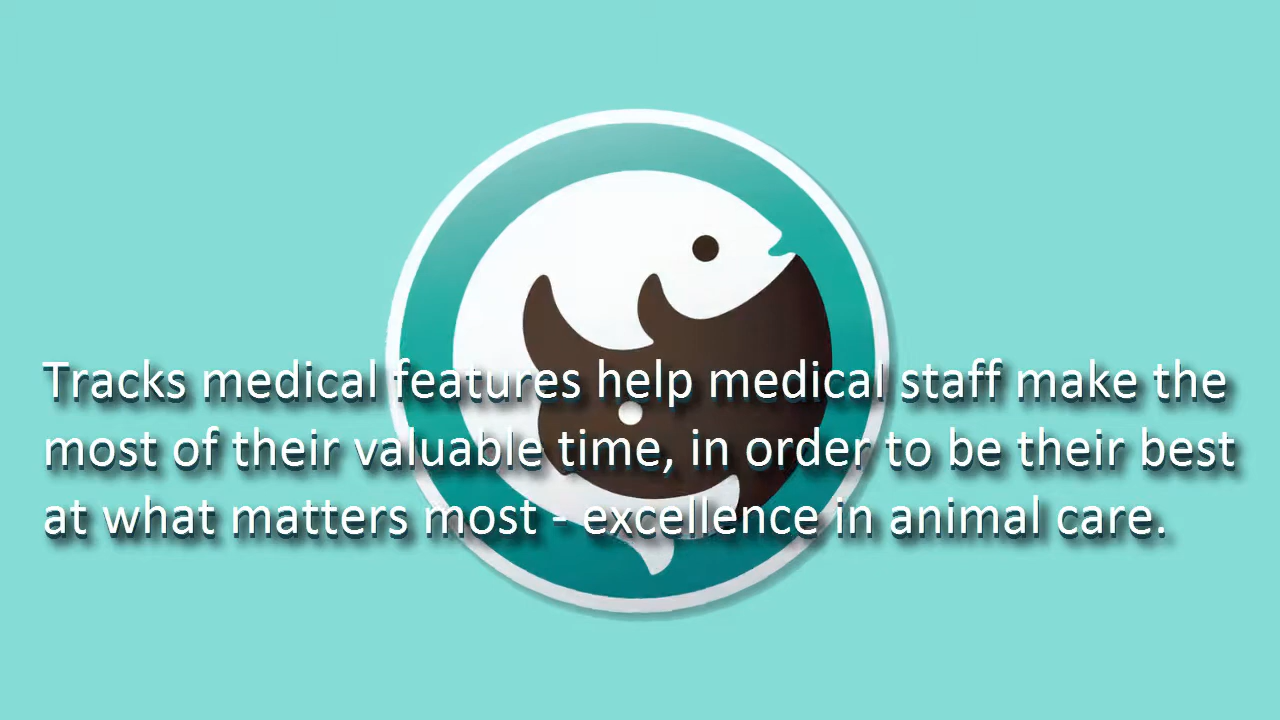 Tracks medical features help medical staff make the
most of their valuable time, in order to be their best
at what matters most - excellence in animal care.